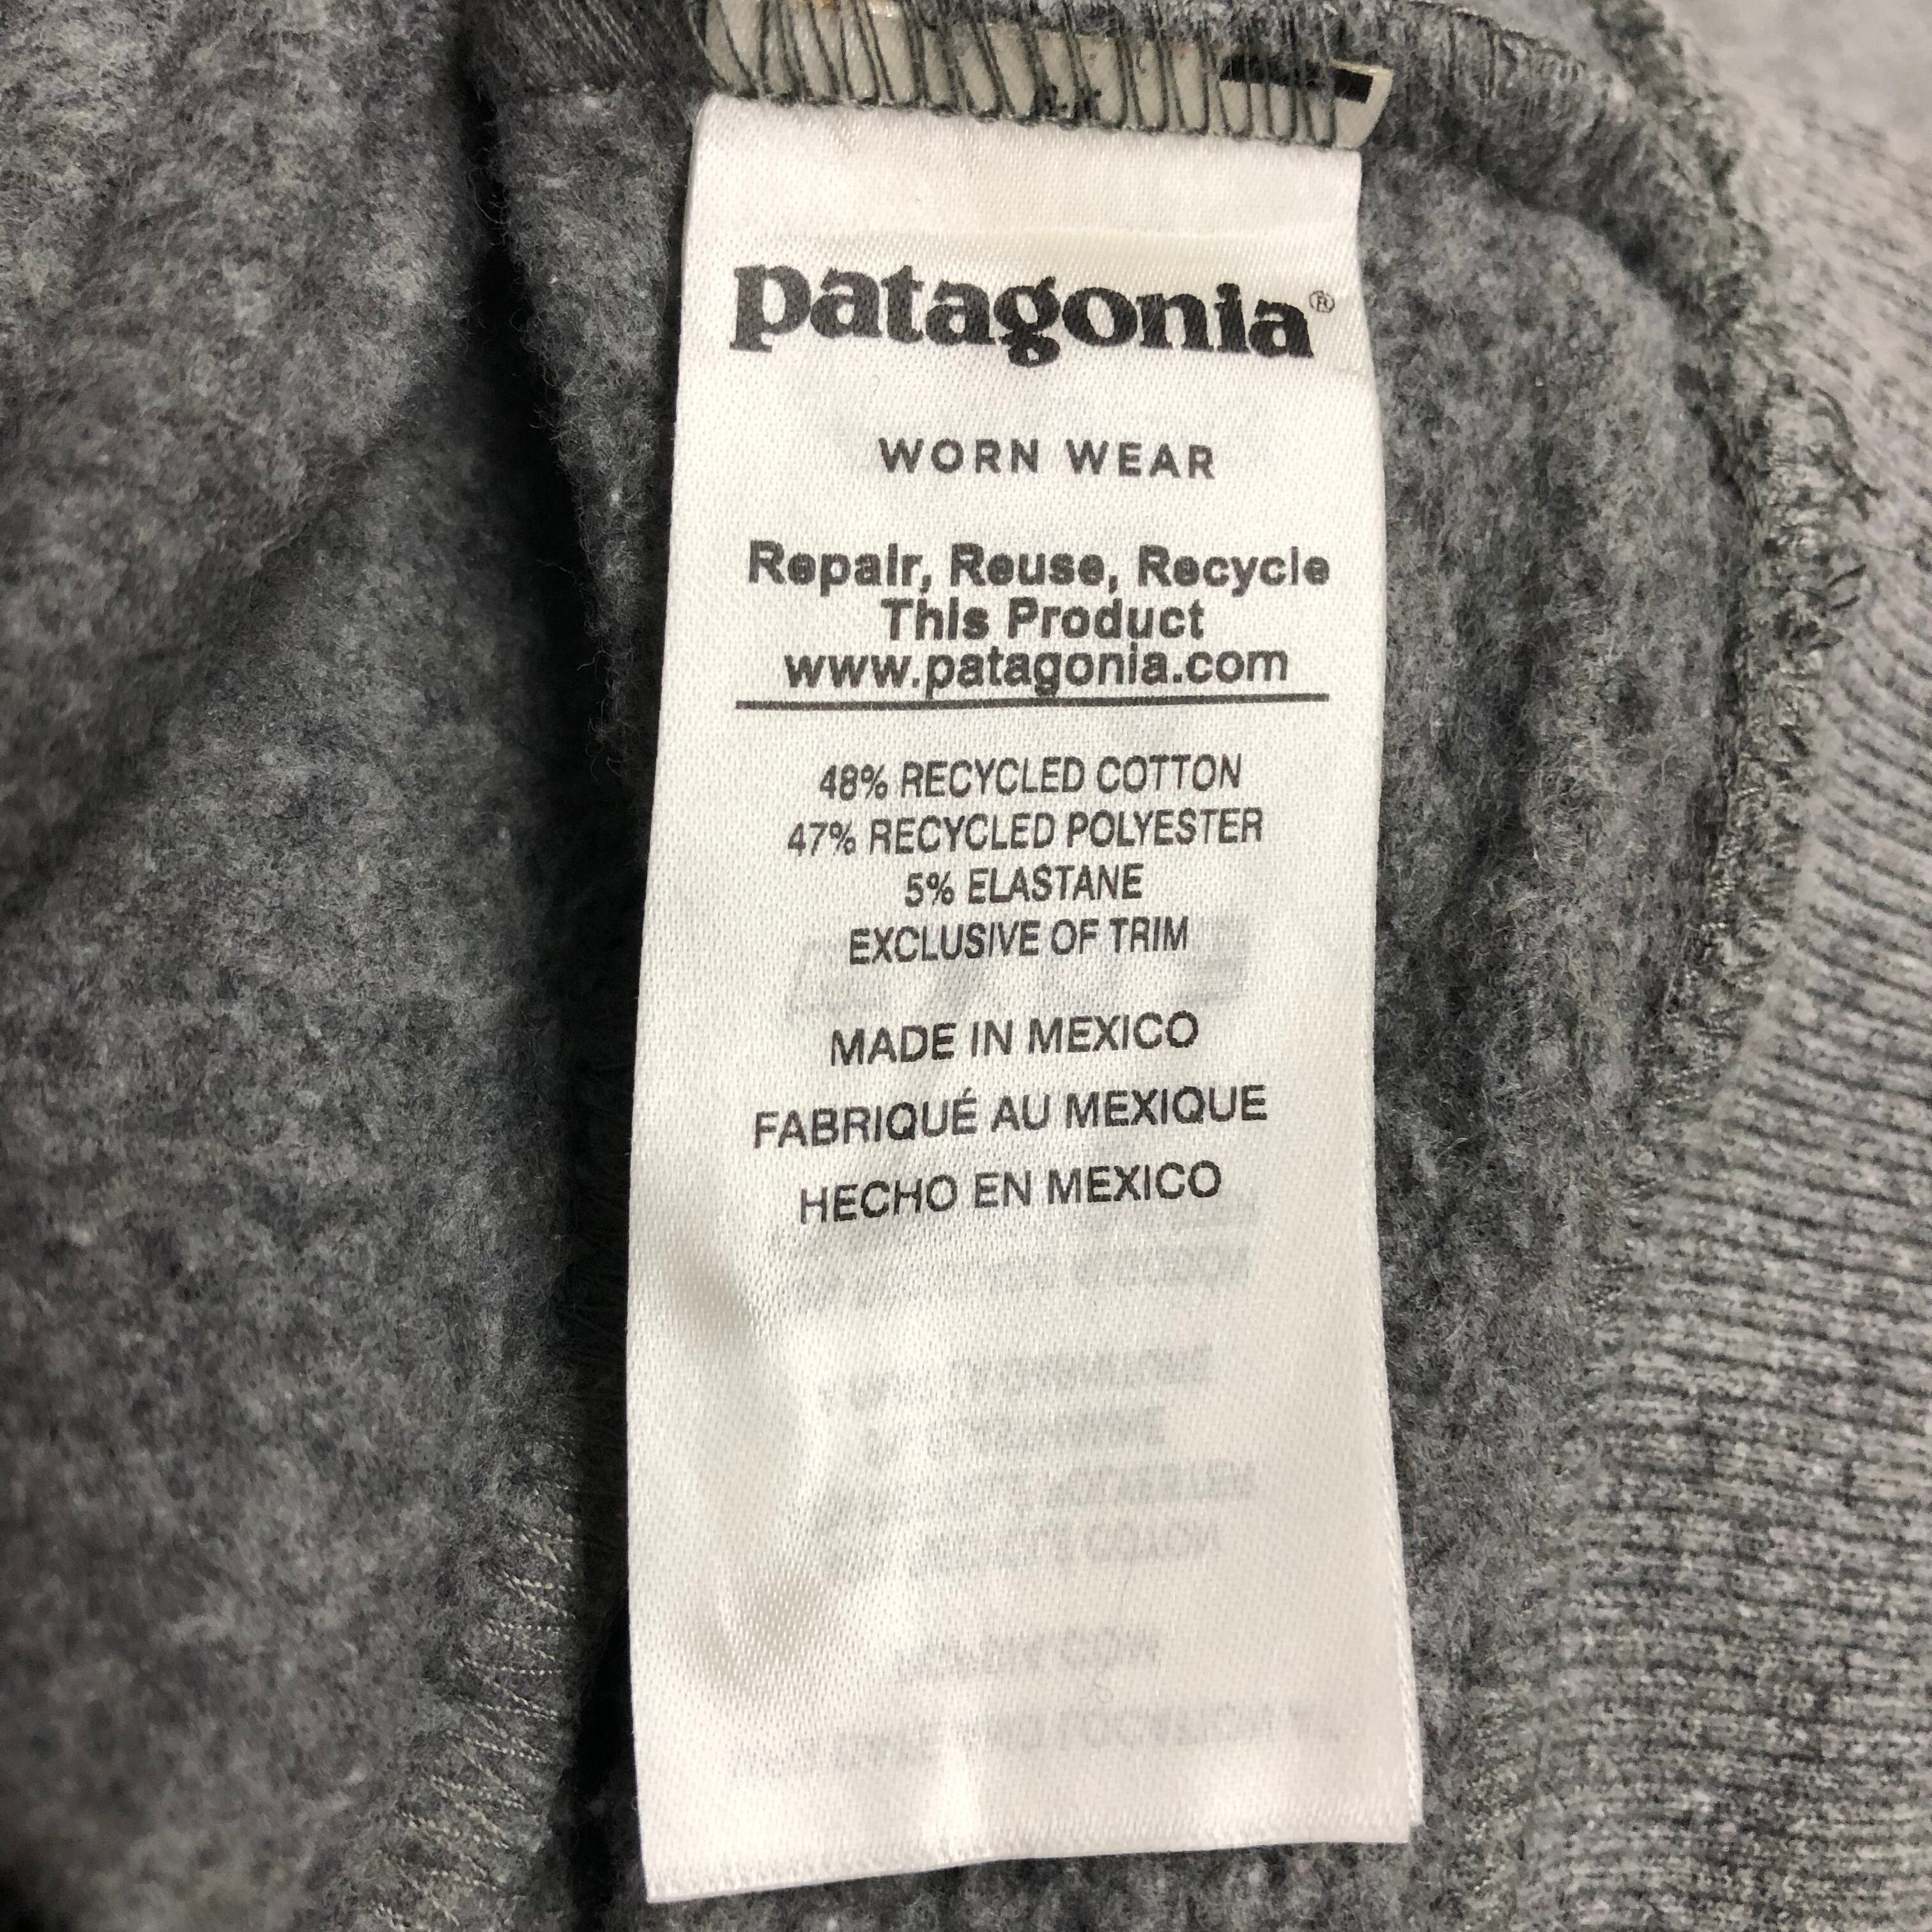 patagonia®
WORN WEAR
Repair, Reuse, Recycle
This Product
www.patagonia.com
48% RECYCLED COTTON
47% RECYCLED POLYESTER
5% ELASTANE
EXCLUSIVE OF TRIM
MADE IN MEXICO
FABRIQUÉ AU MEXIQUE
HECHO EN MEXICO